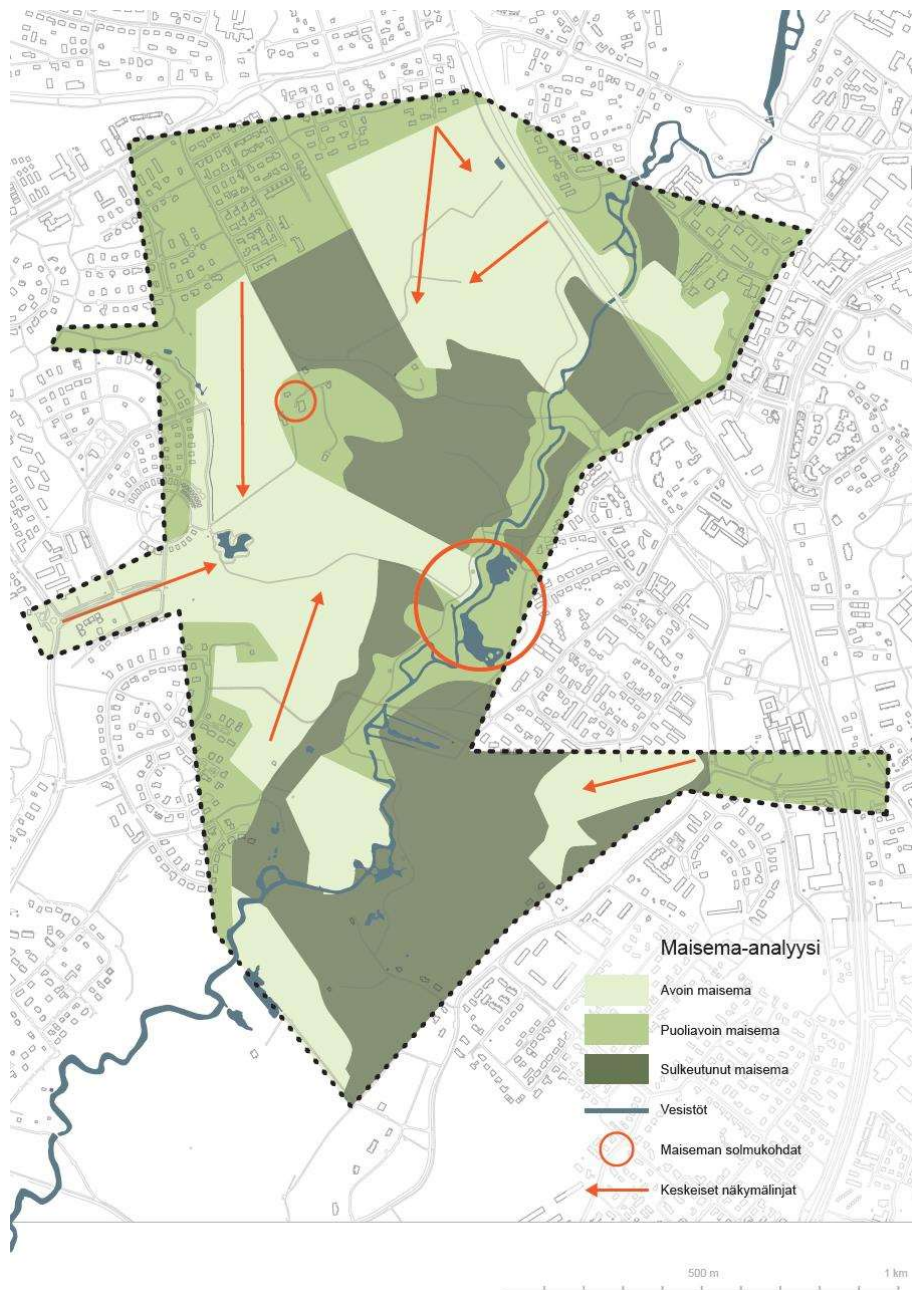 Maisema-analyysi
Avoin maisema
Puoliavoin maisema
Sulkeutunut maisema
Vesistöt
Maiseman solmukohdat
Keskeiset näkymälinjat
500 m
1 km